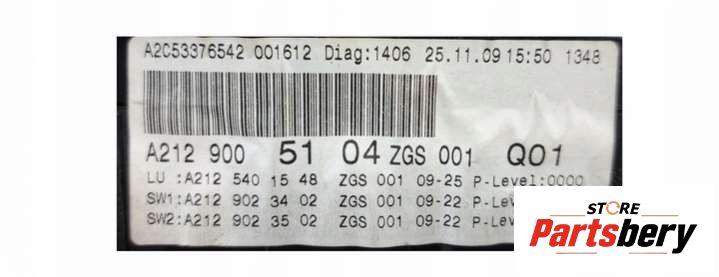 A2C53376542 001612 Diag:1406 25.11.09 15:50 1348
A212 900 51 04 ZGS 001 Q01
LU :A212 540 15 48 ZGS 001 09-25 P-Level:0000
SW1:A212 902 34 02 ZGS 001 09-22 P-Leve
SW2:A212 902 35 02 ZGS 001 09-22 P-Leve
STORE
Partsbery